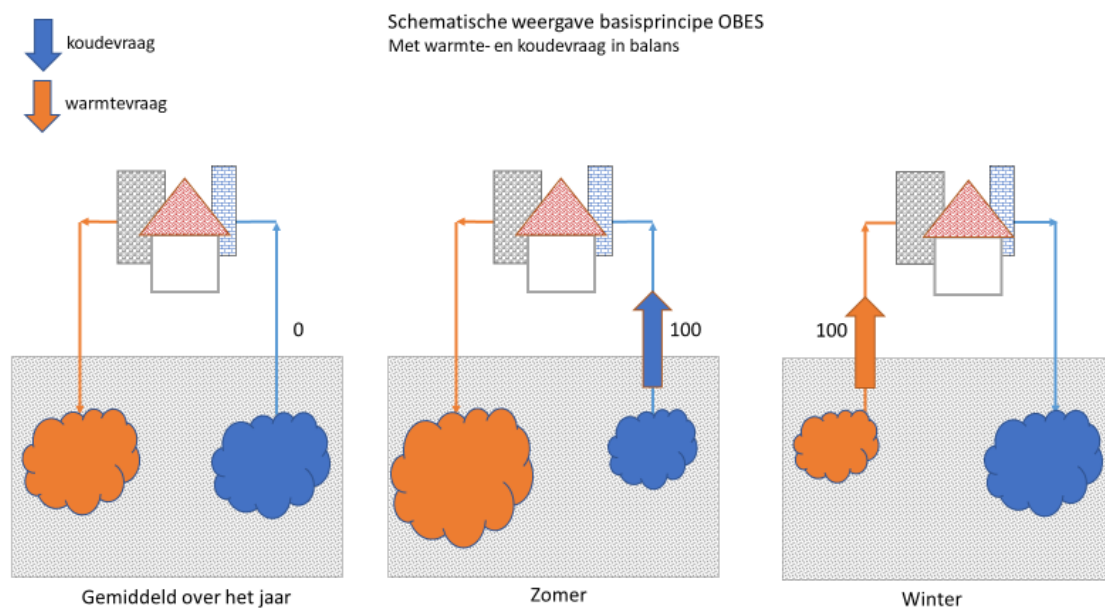 Schematische weergave basisprincipe OBES
Met warmte- en koudevraag in balans
koudevraag
warmtevraag
0
100
100
Gemiddeld over het jaar
Zomer
Winter